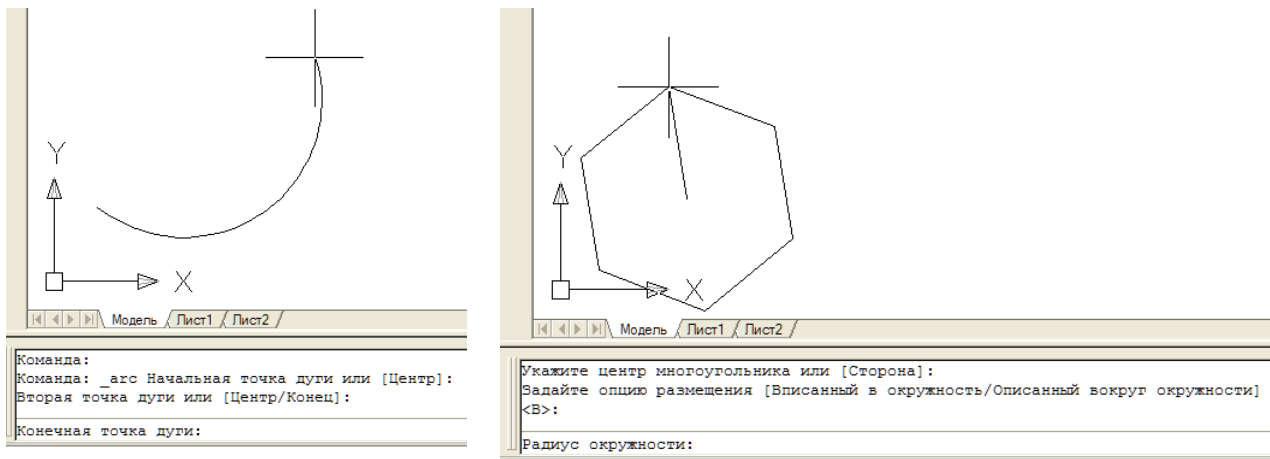 Y
X
Модель Лист1 Лист2
Команда:
Команда: _arc Начальная точка дуги или [Центр]:
Вторая точка дуги или [Центр/Конец]:
Конечная точка дуги:
Y
X
Модель Лист1 Лист2
Укажите центр многоугольника или [Сторона]:
Задайте опцию размещения [Вписанный в окружность/Описанный вокруг окружности]
<В>:
Радиус окружности: